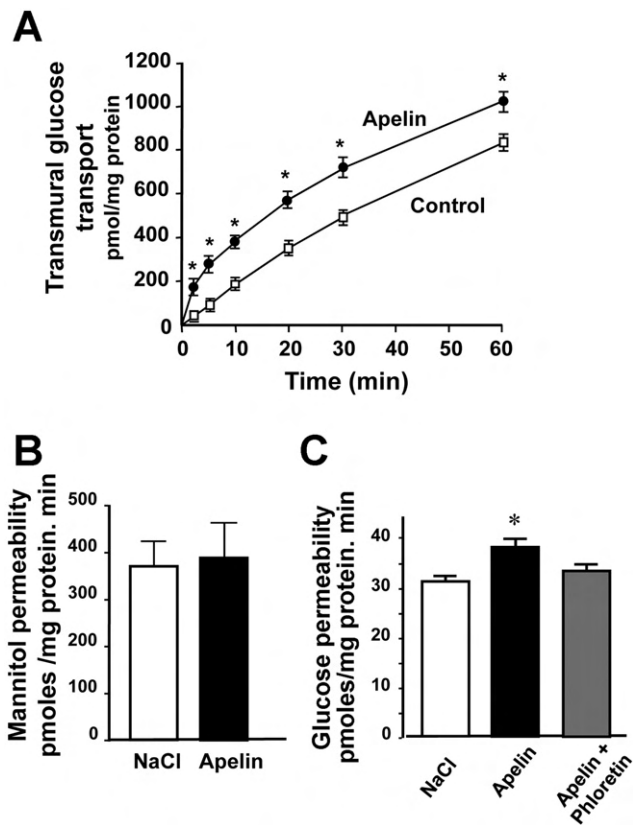 A
Transmural glucose
transport
pmol/mg protein
1200
1000
800
600
400
200
0
* * * * * *
Apelin
Control
0 10 20 30 40 50 60
Time (min)
B
Mannitol permeability
pmoles /mg protein. min
500
400
300
200
100
0
NaCl Apelin
C
Glucose permeability
pmoles/mg protein. min
40
30
20
10
0
*
NaCl
Apelin
Apelin +
Phloretin